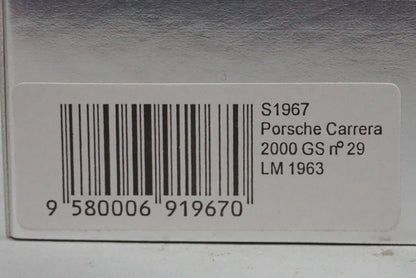 S1967
Porsche Carrera
2000 GS nº 29
LM 1963
9 580006 919670